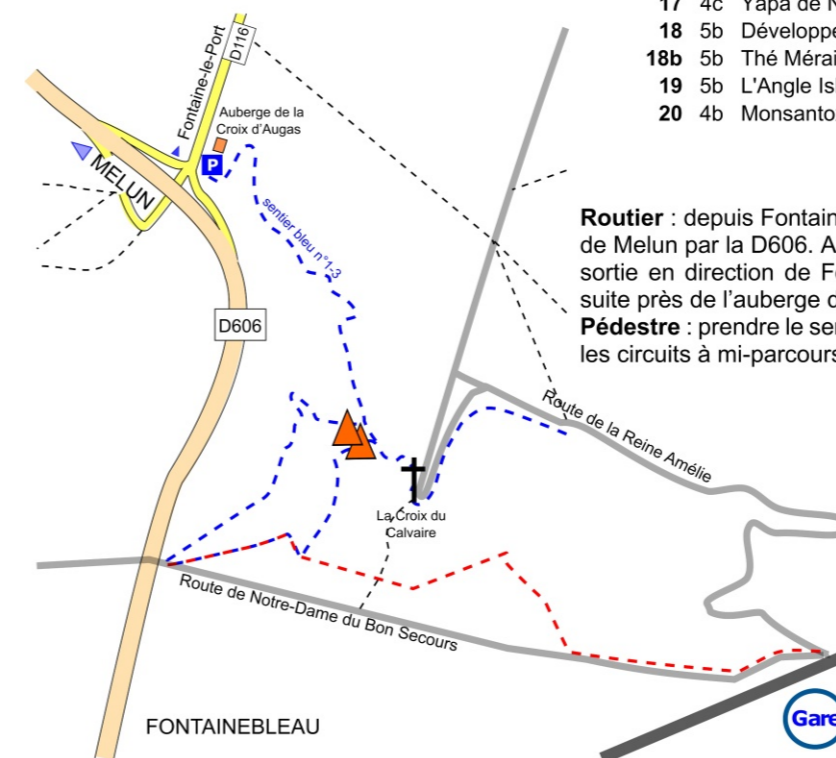 17 4c Yapa de
18 5b Développe
18b 5b Thé Mérai
19 5b L'Angle Isl
20 4b Monsanto
Fontaine-le-Port
D116
Auberge de la
Croix d'Augas
P
MELUN
sentier bleu n°1-3
D606
Routier : depuis Fontain
de Melun par la D606. A
sortie en direction de Fo
suite près de l'auberge d
Pédestre : prendre le sen
les circuits à mi-parcours
Route de la Reine Amélie
La Croix du
Calvaire
Route de Notre-Dame du Bon Secours
FONTAINEBLEAU
Gare